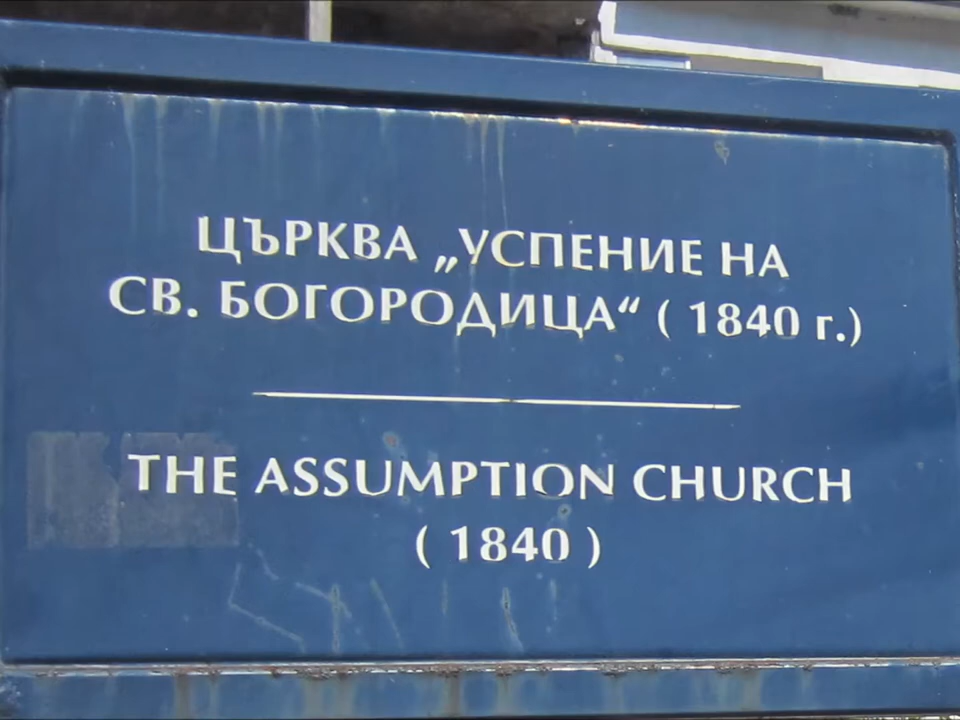 ЦЪРКВА „УСПЕНИЕ НА
СВ. БОГОРОДИЦА“ ( 1840 г.)
THE ASSUMPTION CHURCH
( 1840 )